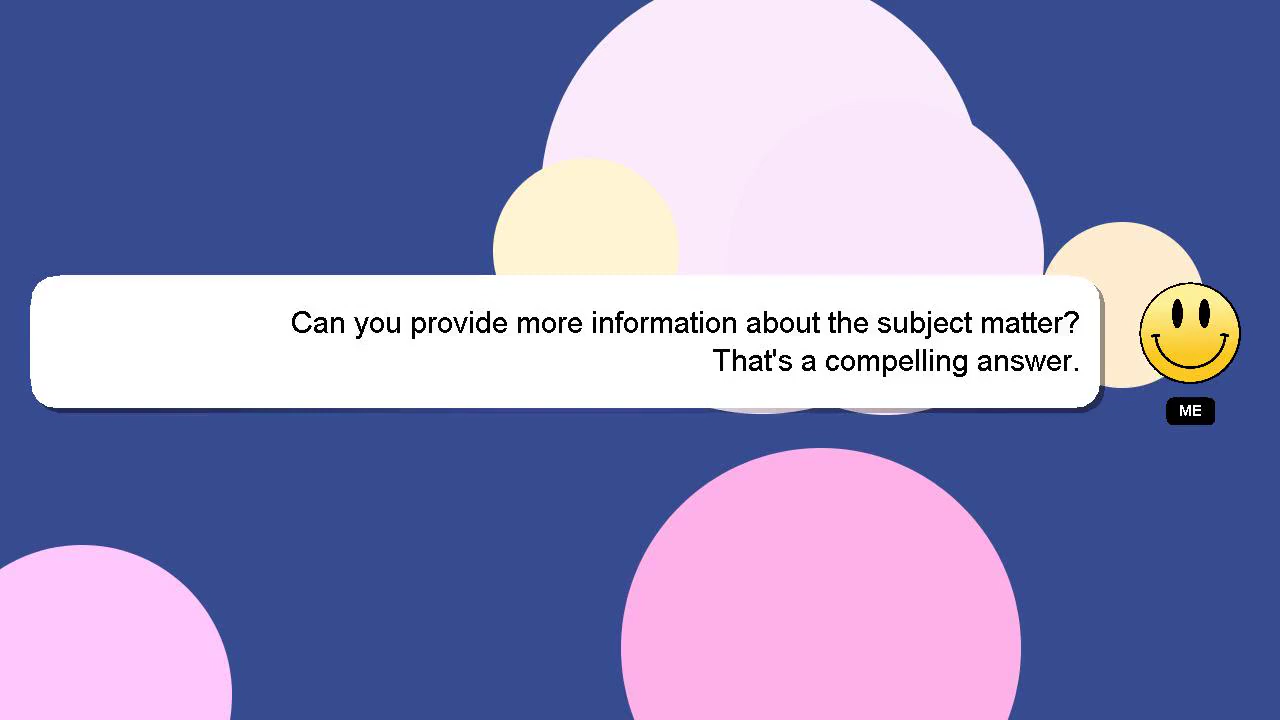 Can you provide more information about the subject matter?
That's a compelling answer.
ME